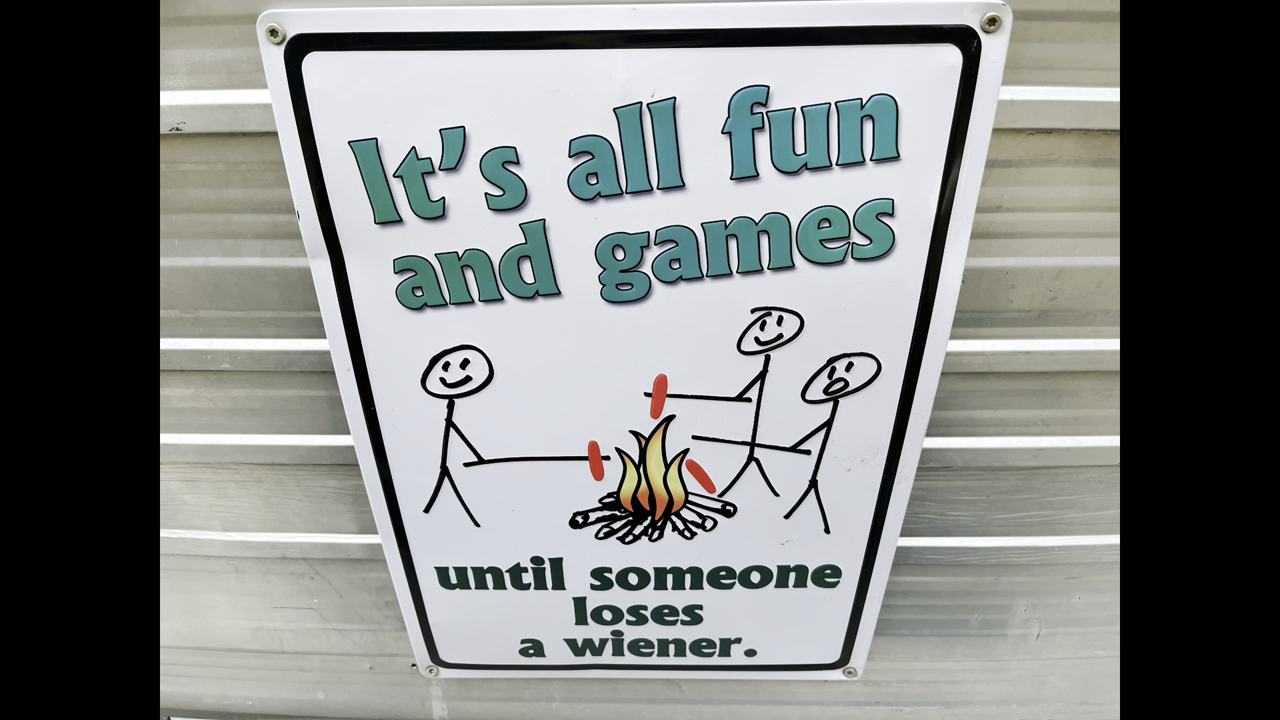 It's all fun
and games
until someone
loses
a wiener.